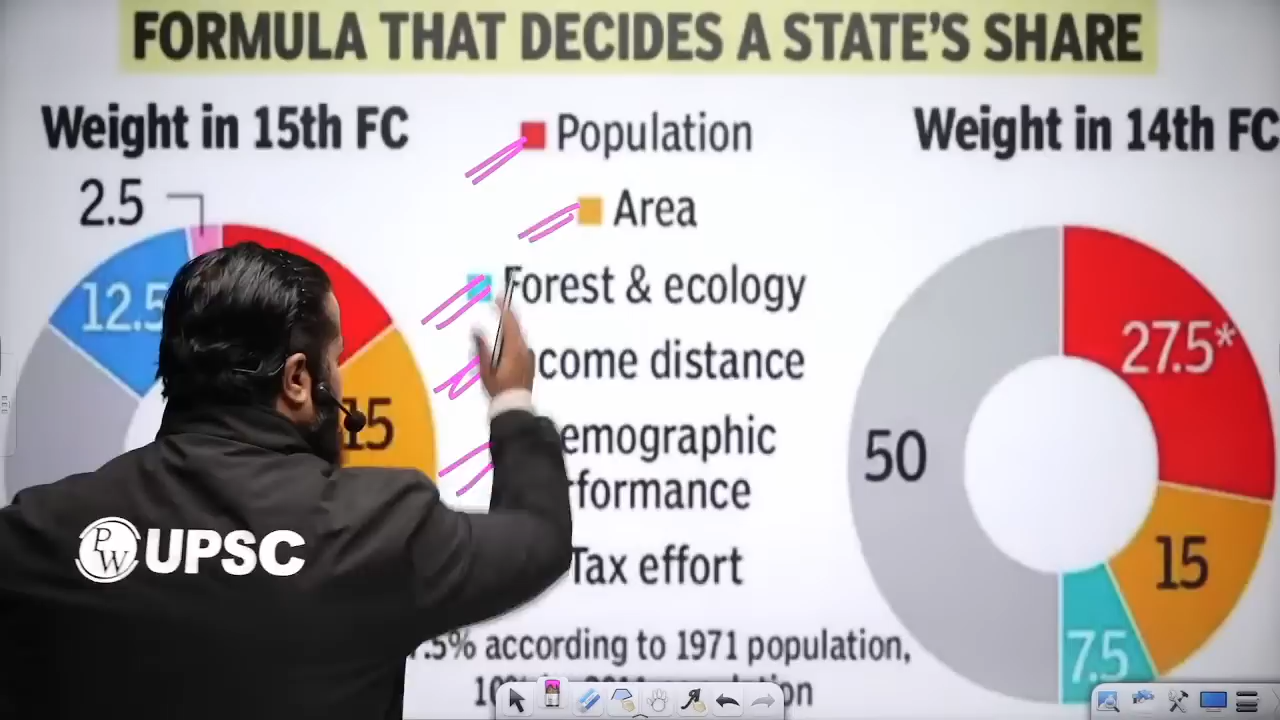 FORMULA THAT DECIDES A STATE'S SHARE
Weight in 15th FC
2.5
12.5
15
Population
Area
Forest & ecology
ncome distance
emographic
rformance
Tax effort
.5% according to 1971 population,
Weight in 14th FC
27.5*
50
15
7.5
PW UPSC